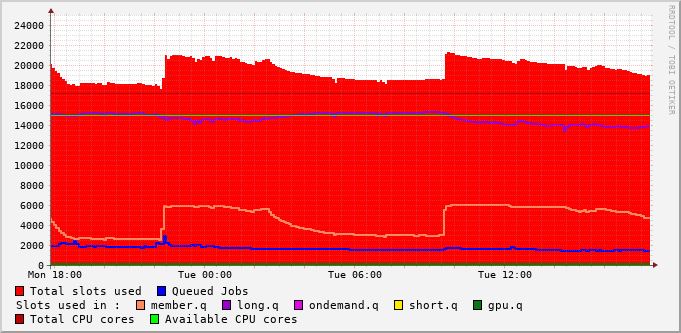 24000
22000
20000
18000
16000
14000
12000
10000
8000
6000
4000
2000
0
Mon 18:00 Tue 00:00 Tue 06:00 Tue 12:00
RRDTOOL / TOBI OETIKER
Total slots used Queued Jobs
Slots used in : member.q long.q ondemand.q short.q gpu.q
Total CPU cores Available CPU cores